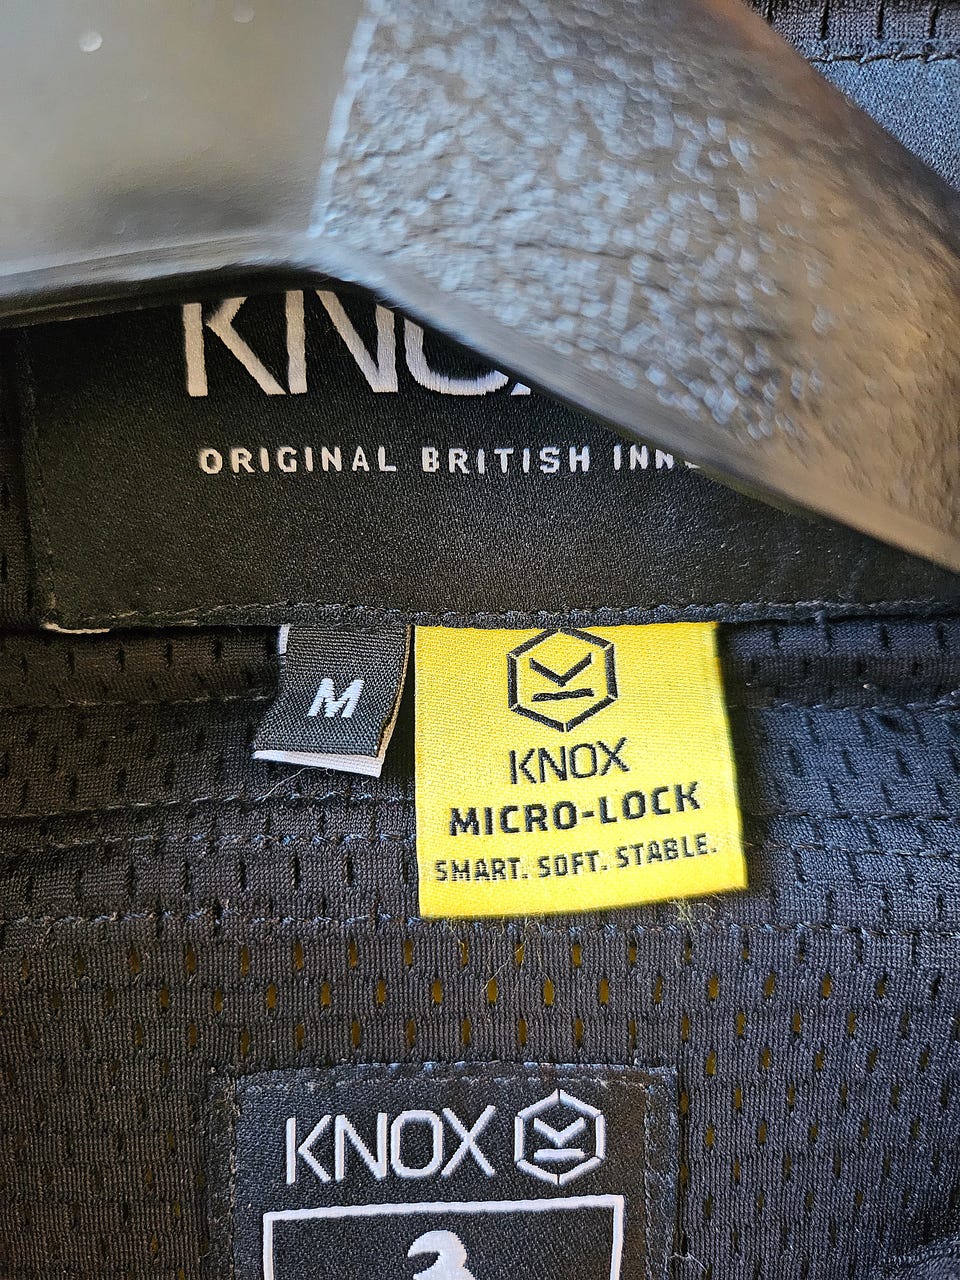 ORIGINAL BRITISH
M
KNOX
MICRO-LOCK
SMART. SOFT. STABLE.
KNOX